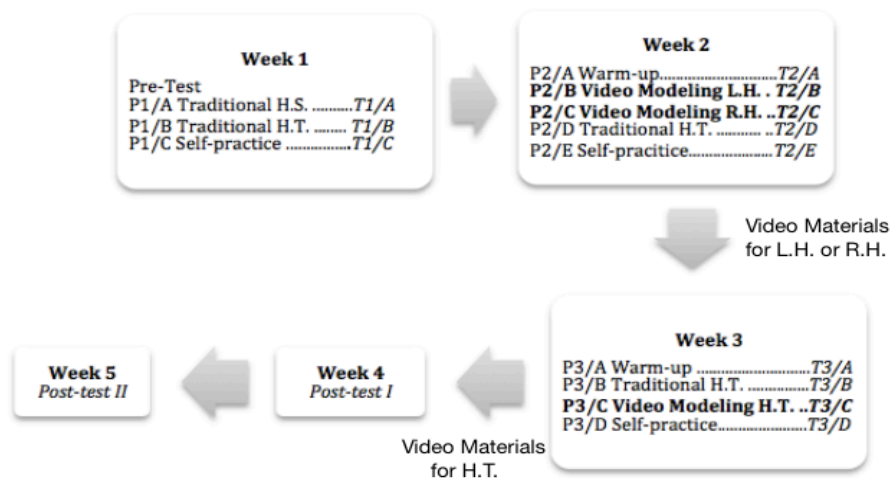 Week 1
Pre-Test
P1/A Traditional H.S. ..........T1/A
P1/B Traditional H.T. ........ T1/B
P1/C Self-practice .................T1/C
Week 2
P2/A Warm-up..............................T2/A
P2/B Video Modeling L.H. . T2/B
P2/C Video Modeling R.H. ..T2/C
P2/D Traditional H.T. ........... ..T2/D
P2/E Self-pracitice......................T2/E
Video Materials
for L.H. or R.H.
Week 3
P3/A Warm-up .............................T3/A
P3/B Traditional H.T. ................T3/B
P3/C Video Modeling H.T. ..T3/C
P3/D Self-practice.......................T3/D
Video Materials
for H.T.
Week 4
Post-test I
Week 5
Post-test II